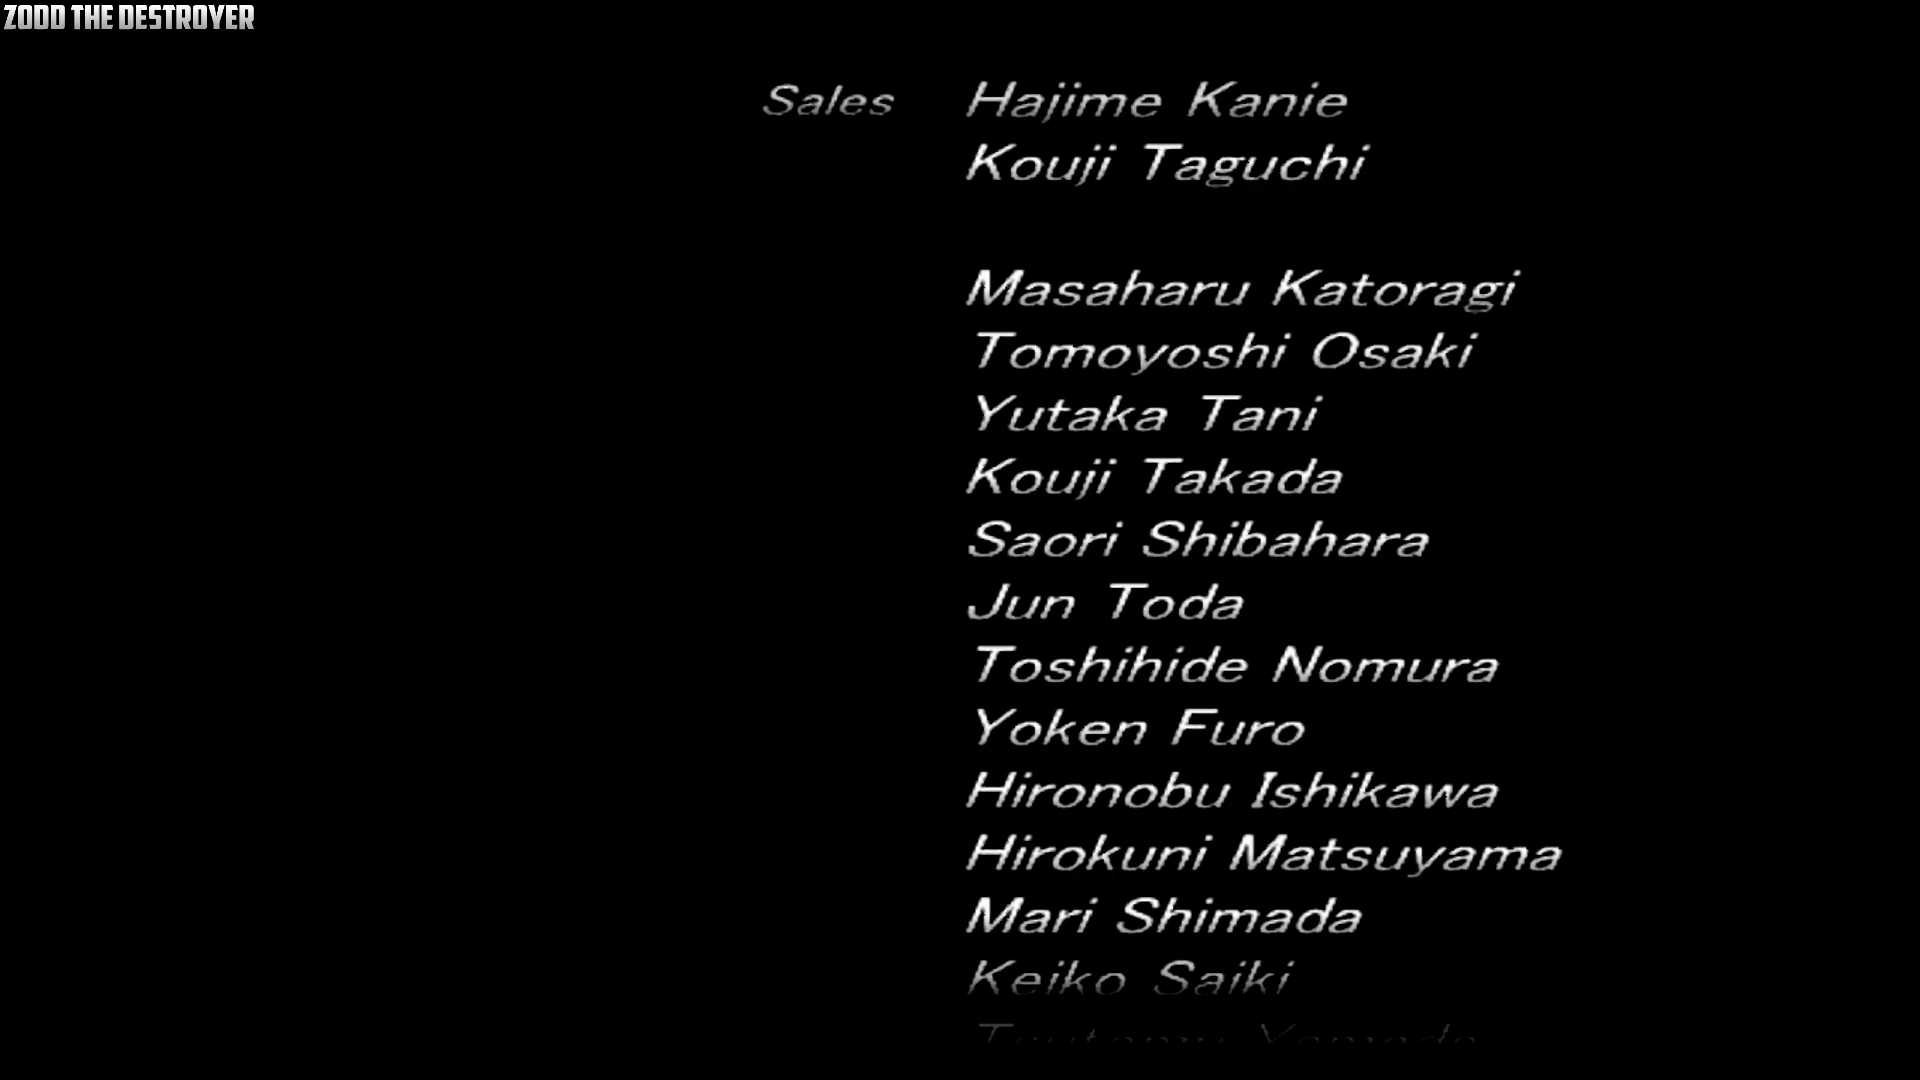 ZODD THE DESTROYER
Sales Hajime Kanie
Kouji Taguchi
Masaharu Katoragi
Tomoyoshi Osaki
Yutaka Tani
Kouji Takada
Saori Shibahara
Jun Toda
Toshihide Nomura
Yoken Furo
Hironobu Ishikawa
Hirokuni Matsuyama
Mari Shimada
Keiko Saiki